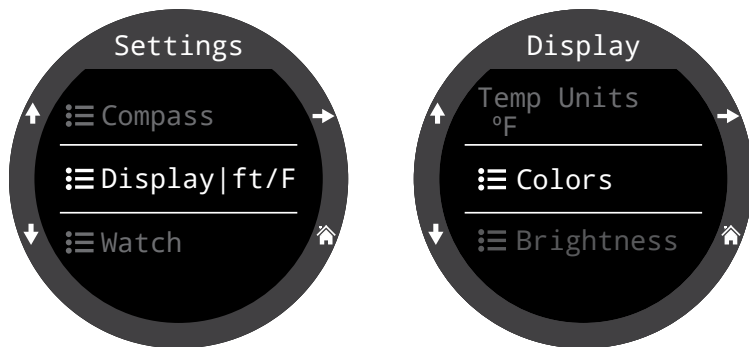 Settings
Compass
Display|ft/F
Watch
Display
Temp Units
ºF
Colors
Brightness